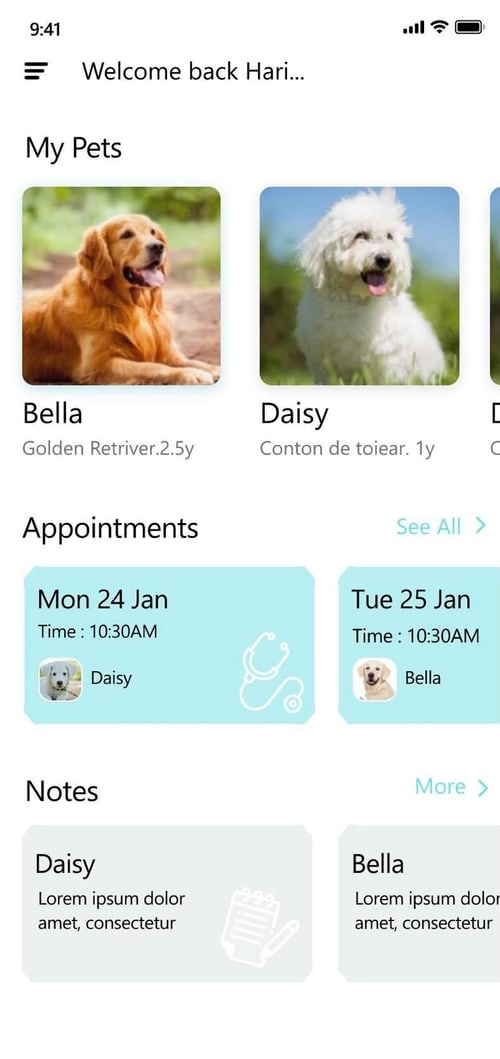 9:41
Welcome back Hari...
My Pets
Bella
Golden Retriver.2.5y
Daisy
Conton de toiear. 1y
Appointments
See All
Mon 24 Jan
Time : 10:30AM
Daisy
Tue 25 Jan
Time : 10:30AM
Bella
Notes
More
Daisy
Lorem ipsum dolor
amet, consectetur
Bella
Lorem ipsum dolor
amet, consectetur